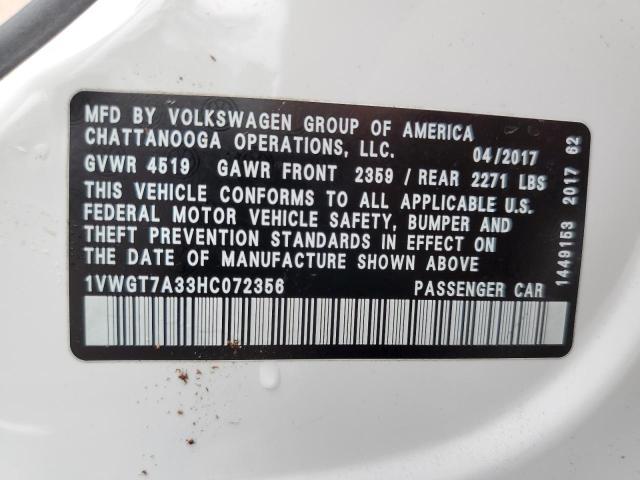 MFD BY VOLKSWAGEN GROUP OF AMERICA
CHATTANOOGA OPERATIONS, LLC. 04/2017
GVWR 4519 GAWR FRONT 2359 / REAR 2271 LBS
THIS VEHICLE CONFORMS TO ALL APPLICABLE U.S.
FEDERAL MOTOR VEHICLE SAFETY, BUMPER AND
THEFT PREVENTION STANDARDS IN EFFECT ON
THE DATE OF MANUFACTURE SHOWN ABOVE
1VWGT7A33HC072356 PASSENGER CAR
1449153 2017 62